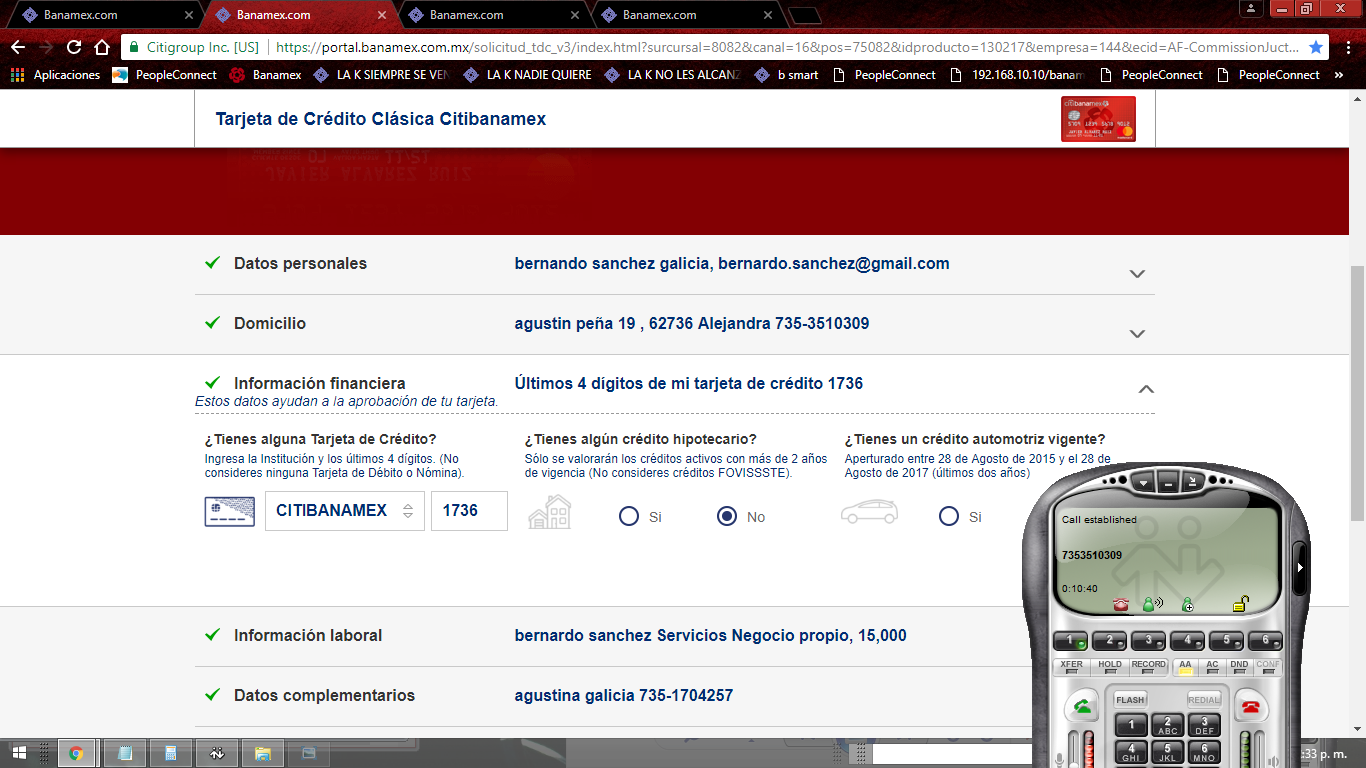 Banamex.com
Banamex.com
Banamex.com
Banamex.com
Citigroup Inc. [US] | https://portal.banamex.com.mx/solicitud_tdc_v3/index.html?surcursal=8082&canal=16&pos=75082&idproducto=130217&empresa=144&ecid=AF-CommissionJuct...
Aplicaciones PeopleConnect Banamex LA K SIEMPRE SE VEN LA K NADIE QUIERE LA K NO LES ALCANZ b smart PeopleConnect 192.168.10.10/banam PeopleConnect PeopleConnect »
Tarjeta de Crédito Clásica Citibanamex
citibanamex
JAVIER ALVAREZ RUIZ
Datos personales bernando sanchez galicia, bernardo.sanchez@gmail.com
Domicilio agustin peña 19 , 62736 Alejandra 735-3510309
Información financiera Últimos 4 dígitos de mi tarjeta de crédito 1736
Estos datos ayudan a la aprobación de tu tarjeta.
¿Tienes alguna Tarjeta de Crédito?
Ingresa la Institución y los últimos 4 dígitos. (No
consideres ninguna Tarjeta de Débito o Nómina).
CITIBANAMEX 1736
¿Tienes algún crédito hipotecario?
Sólo se valorarán los créditos activos con más de 2 años
de vigencia (No consideres créditos FOVISSSTE).
Si No
¿Tienes un crédito automotriz vigente?
Aperturado entre 28 de Agosto de 2015 y el 28 de
Agosto de 2017 (últimos dos años)
Si
Información laboral bernardo sanchez Servicios Negocio propio, 15,000
Datos complementarios agustina galicia 735-1704257
Call established
7353510309
0:10:40
1 2 3 4 5 6
XFER HOLD RECORD AA AC DND CONF
FLASH REDIAL
1 2 ABC 3 DEF
4 GHI 5 JKL 6 MNO
:33 p. m.